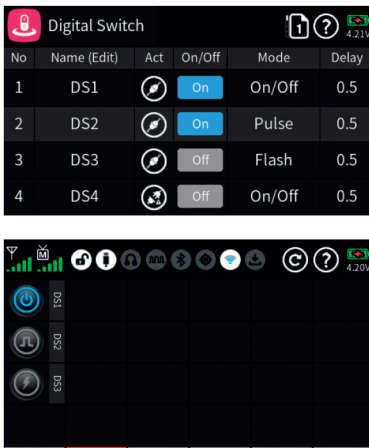 Digital Switch 1 ? 4.21V
No Name (Edit) Act On/Off Mode Delay
1 DS1 On On/Off 0.5
2 DS2 On Pulse 0.5
3 DS3 Off Flash 0.5
4 DS4 Off On/Off 0.5
M C ? 4.20V
DS1
DS2
DS3